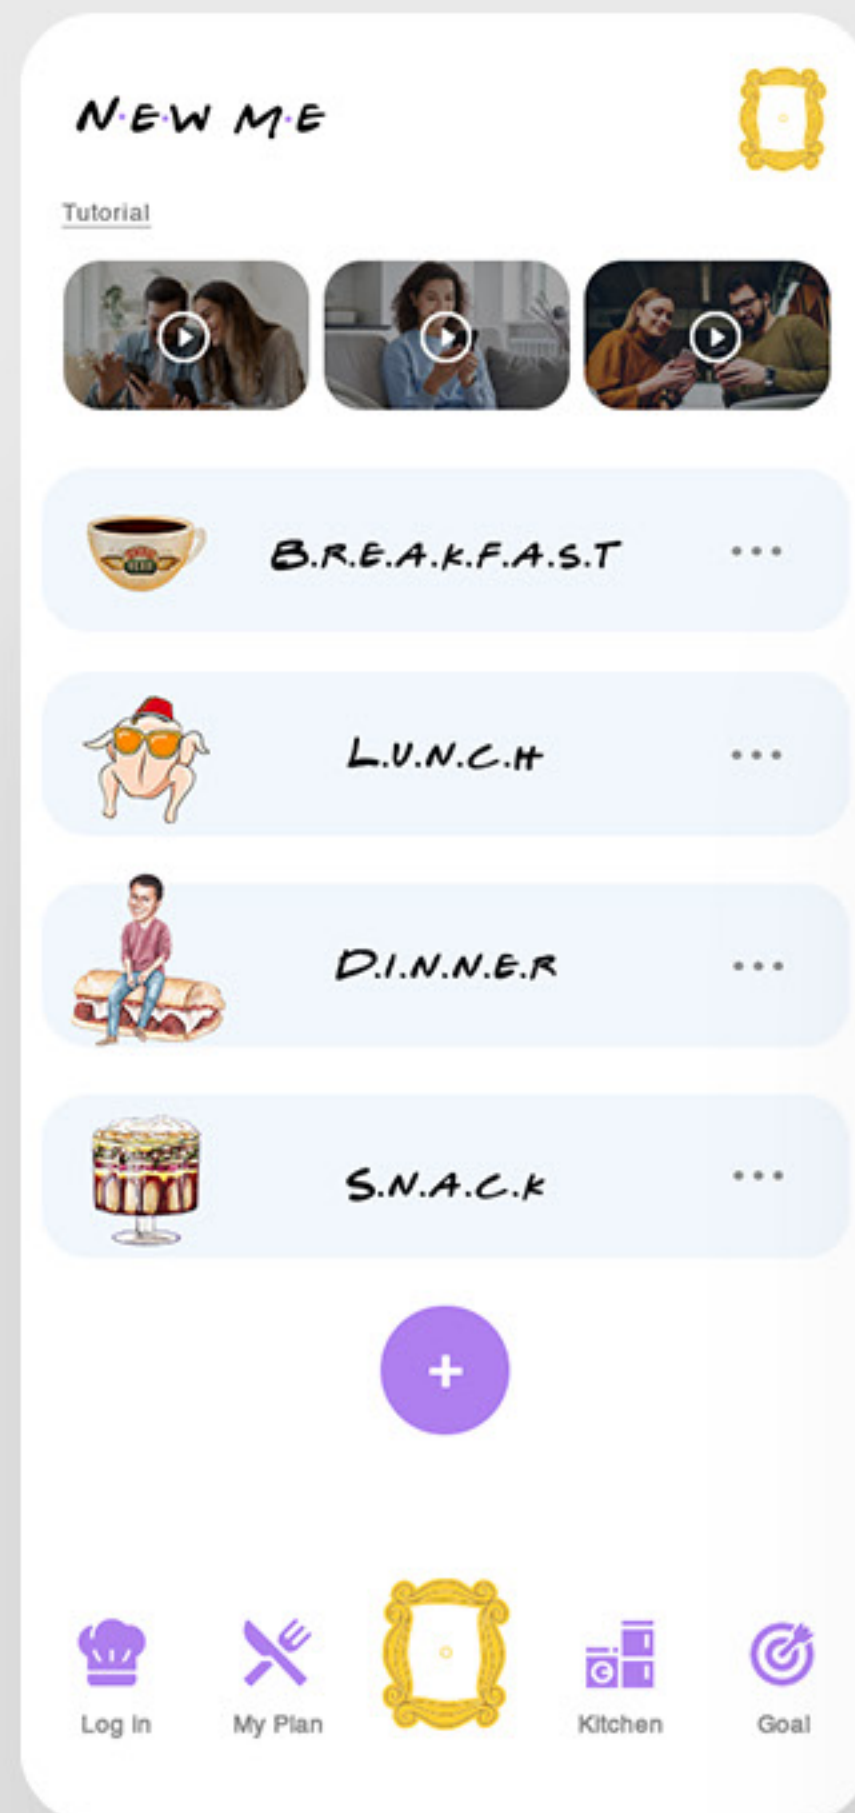 N·E·W M·E
Tutorial
B.R.E.A.K.F.A.S.T
L.U.N.C.H
D.I.N.N.E.R
S.N.A.C.K
Log In
My Plan
Kitchen
Goal